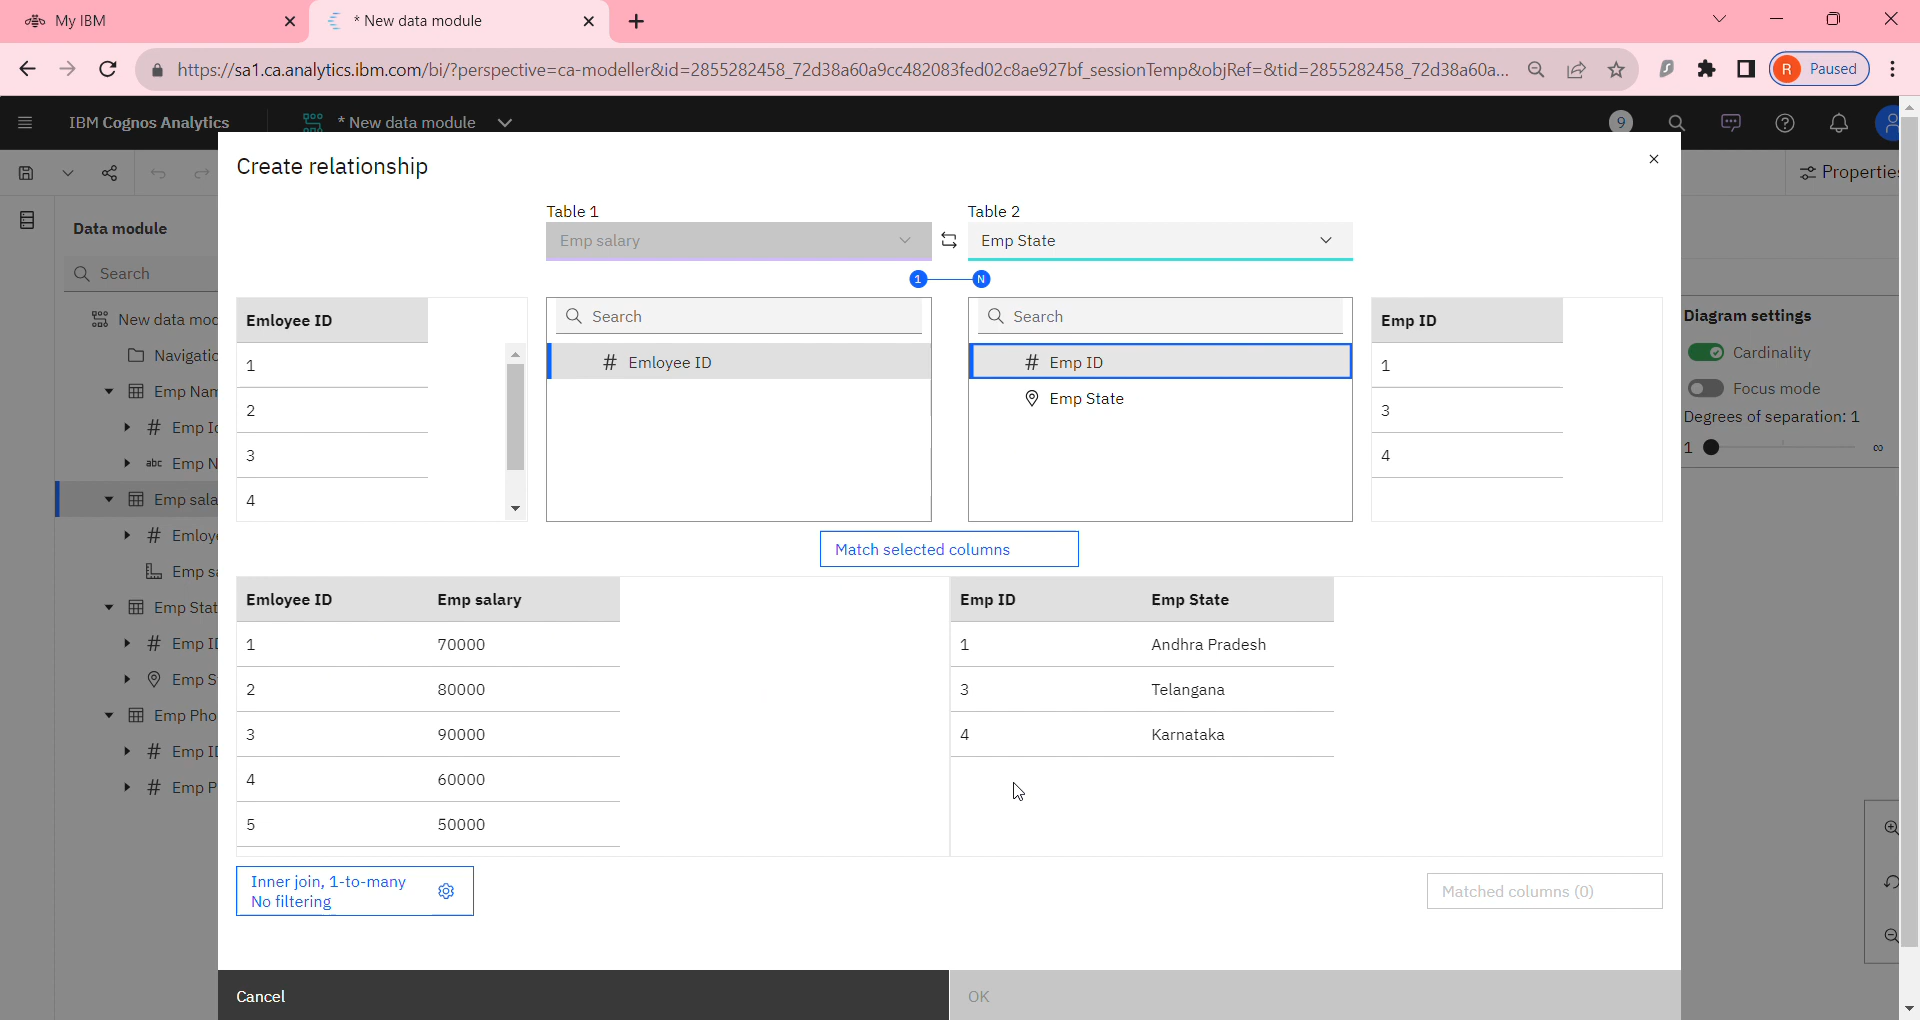 My IBM
* New data module
https://sa1.ca.analytics.ibm.com/bi/?perspective=ca-modeller&id=2855282458_72d38a60a9cc482083fed02c8ae927bf_sessionTemp&objRef=&tid=2855282458_72d38a60a...
R Paused
IBM Cognos Analytics
* New data module
9
Create relationship
Properties
Table 1
Table 2
Emp salary
Emp State
1
N
Data module
Search
New data moc
Navigatic
Emp Nam
Emp Ic
abc Emp N
Emp sala
Emloye
Emp sa
Emp Stat
Emp ID
Emp S
Emp Pho
Emp ID
Emp P
Emloyee ID
1
2
3
4
Search
# Emloyee ID
Search
# Emp ID
Emp State
Emp ID
1
3
4
Diagram settings
Cardinality
Focus mode
Degrees of separation: 1
1 ∞
Match selected columns
Emloyee ID Emp salary
1 70000
2 80000
3 90000
4 60000
5 50000
Emp ID Emp State
1 Andhra Pradesh
3 Telangana
4 Karnataka
Inner join, 1-to-many
No filtering
Matched columns (0)
Cancel
OK